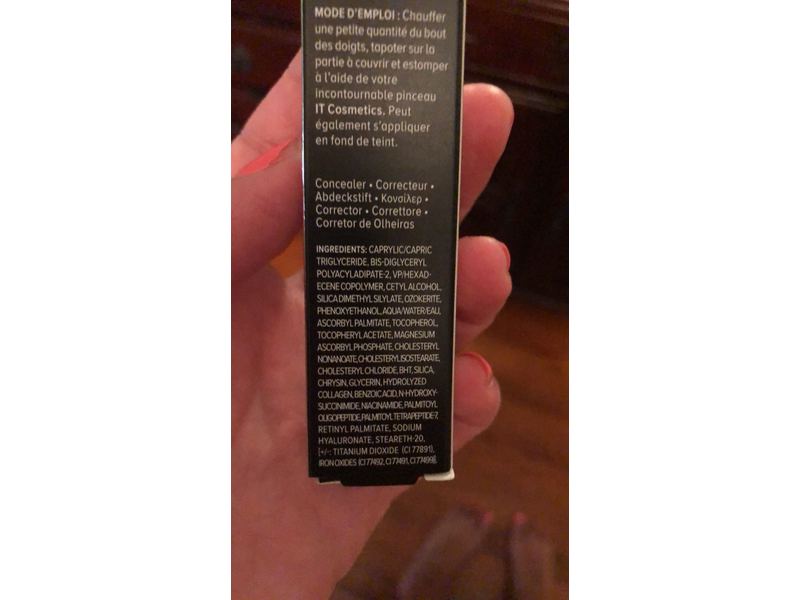 MODE D'EMPLOI : Chauffer
une petite quantité du bout
des doigts, tapoter sur la
partie à couvrir et estomper
à l'aide de votre
incontournable pinceau
IT Cosmetics. Peut
également s'appliquer
en fond de teint.
Concealer • Correcteur •
Abdeckstift • Κονσίλερ •
Corrector • Correttore •
Corretor de Olheiras
INGREDIENTS: CAPRYLIC/CAPRIC
TRIGLYCERIDE, BIS-DIGLYCERYL
POLYACYLADIPATE-2, VP/HEXAD-
ECENE COPOLYMER, CETYL ALCOHOL,
SILICA DIMETHYL SILYLATE, OZOKERITE,
PHENOXYETHANOL, AQUA/WATER/EAU,
ASCORBYL PALMITATE, TOCOPHEROL,
TOCOPHERYL ACETATE, MAGNESIUM
ASCORBYL PHOSPHATE, CHOLESTERYL
NONANOATE, CHOLESTERYL ISOSTEARATE,
CHOLESTERYL CHLORIDE, BHT, SILICA,
CHRYSIN, GLYCERIN, HYDROLYZED
COLLAGEN, BENZOIC ACID, N-HYDROXY-
SUCCINIMIDE, NIACINAMIDE, PALMITOYL
OLIGOPEPTIDE, PALMITOYL TETRAPEPTIDE-7,
RETINYL PALMITATE, SODIUM
HYALURONATE, STEARETH-20,
[+/-: TITANIUM DIOXIDE (CI 77891),
IRON OXIDES (CI 77492, CI 77491, CI 77499)].